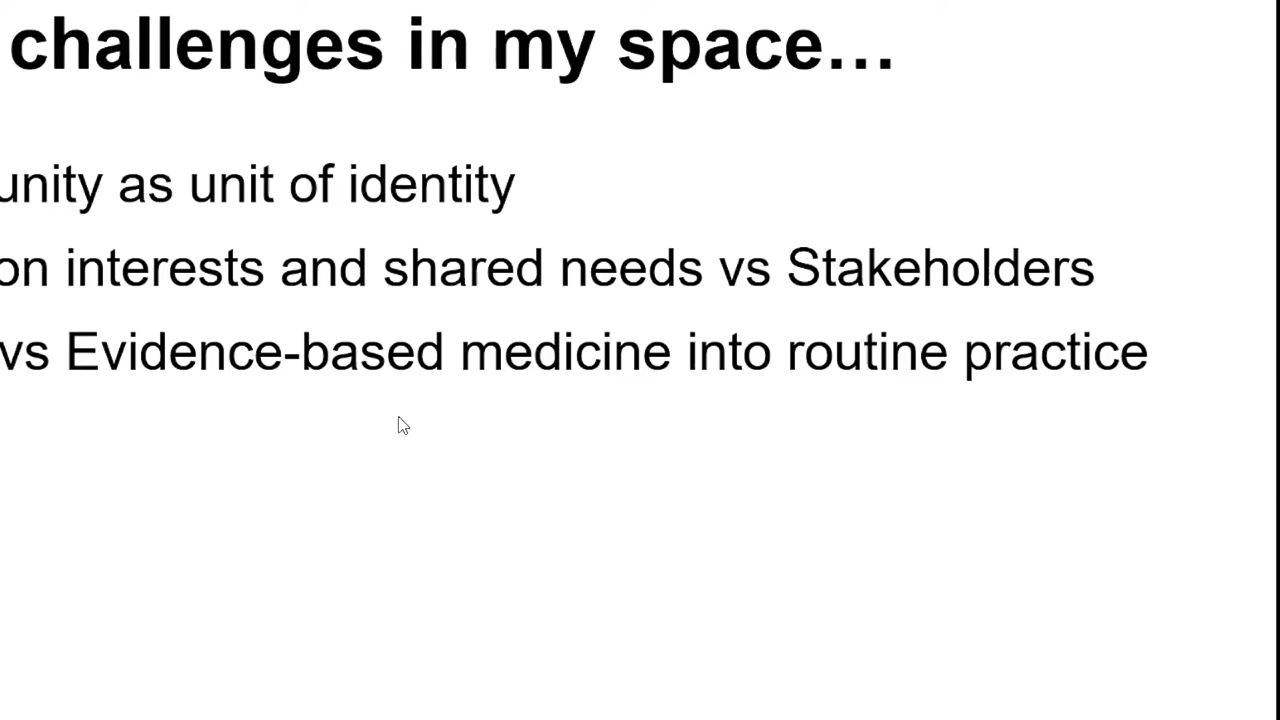 challenges in my space…
unity as unit of identity
on interests and shared needs vs Stakeholders
vs Evidence-based medicine into routine practice